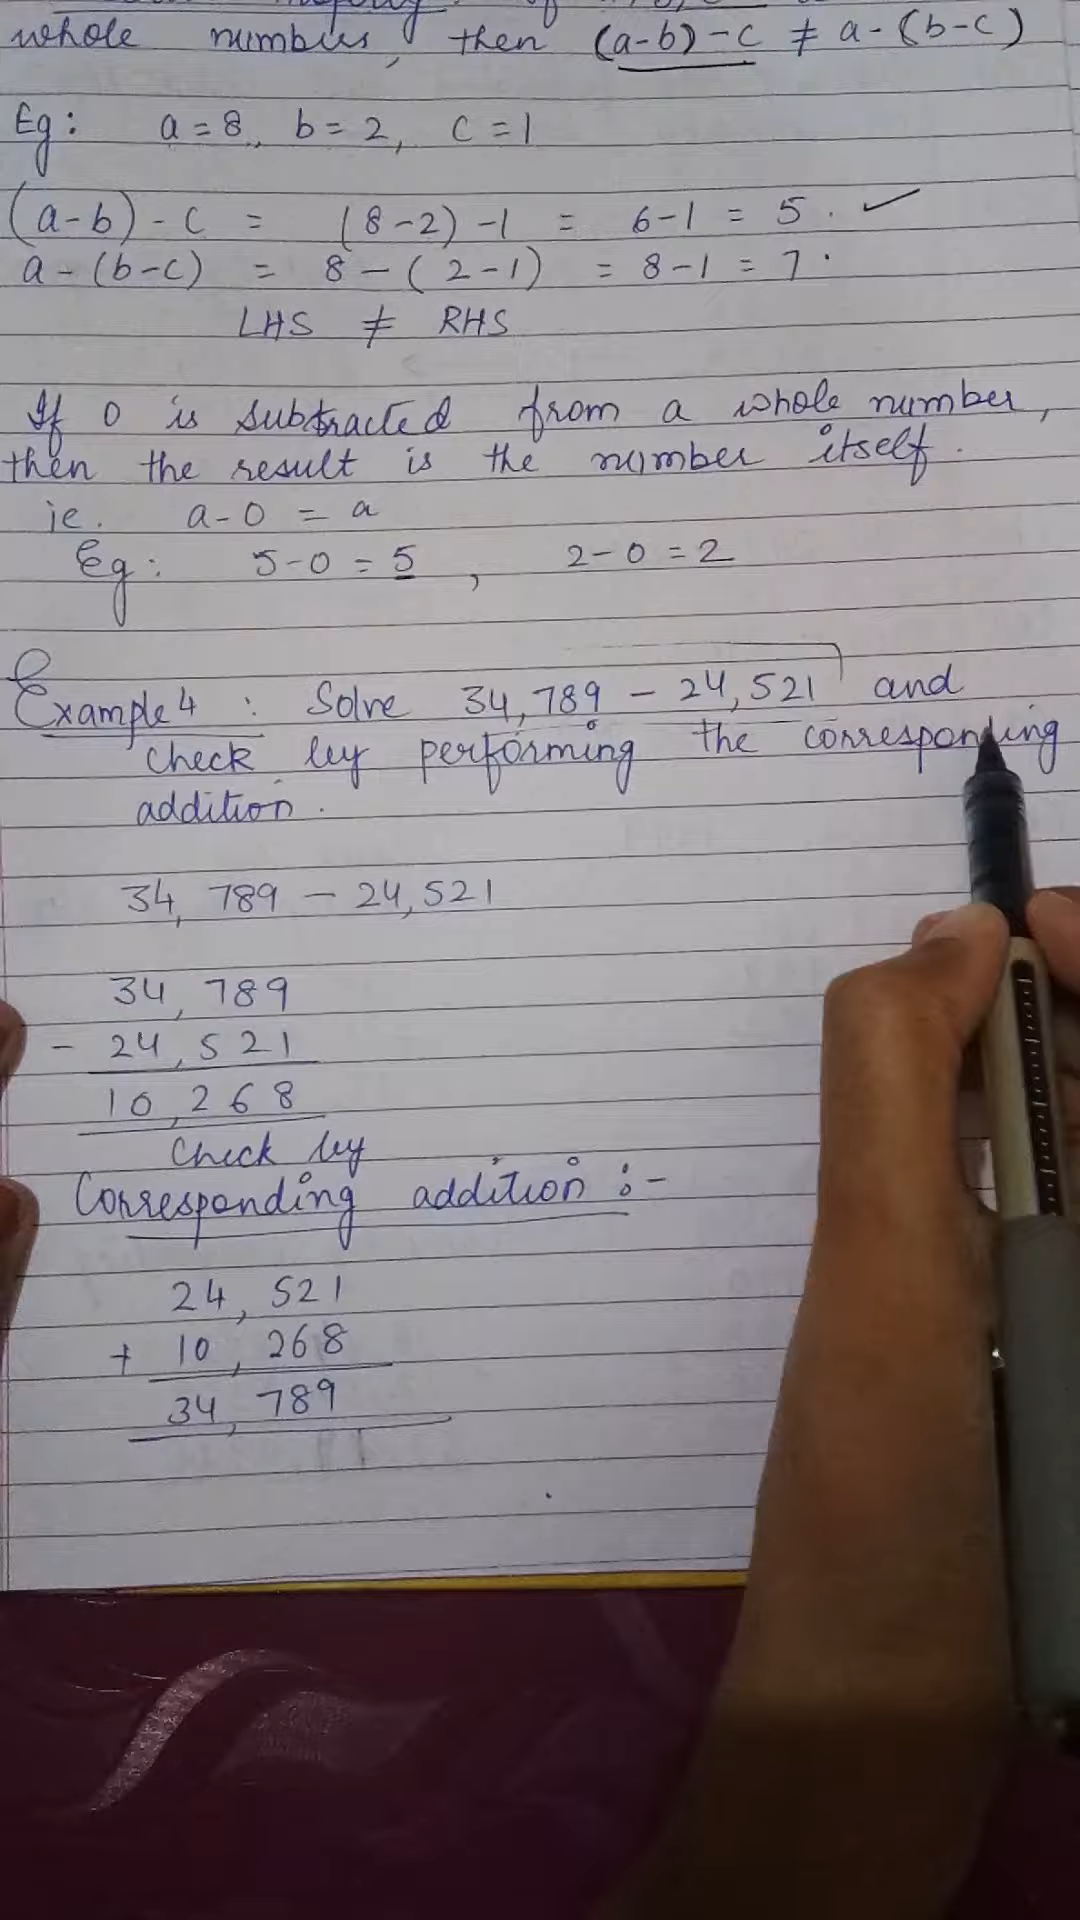 whole numbers, then (a-b)-c ≠ a-(b-c)
Eg: a=8, b=2, c=1
(a-b)-c = (8-2)-1 = 6-1 = 5. ✓
a-(b-c) = 8-(2-1) = 8-1 = 7.
LHS ≠ RHS
If 0 is subtracted from a whole number,
then the result is the number itself.
ie. a-0 = a
Eg: 5-0 = 5, 2-0 = 2
Example 4 : Solve 34,789 - 24,521 and
check by performing the corresponding
addition.
34,789 - 24,521
34,789
- 24,521
10,268
Check by
Corresponding addition :-
24,521
+ 10,268
34,789